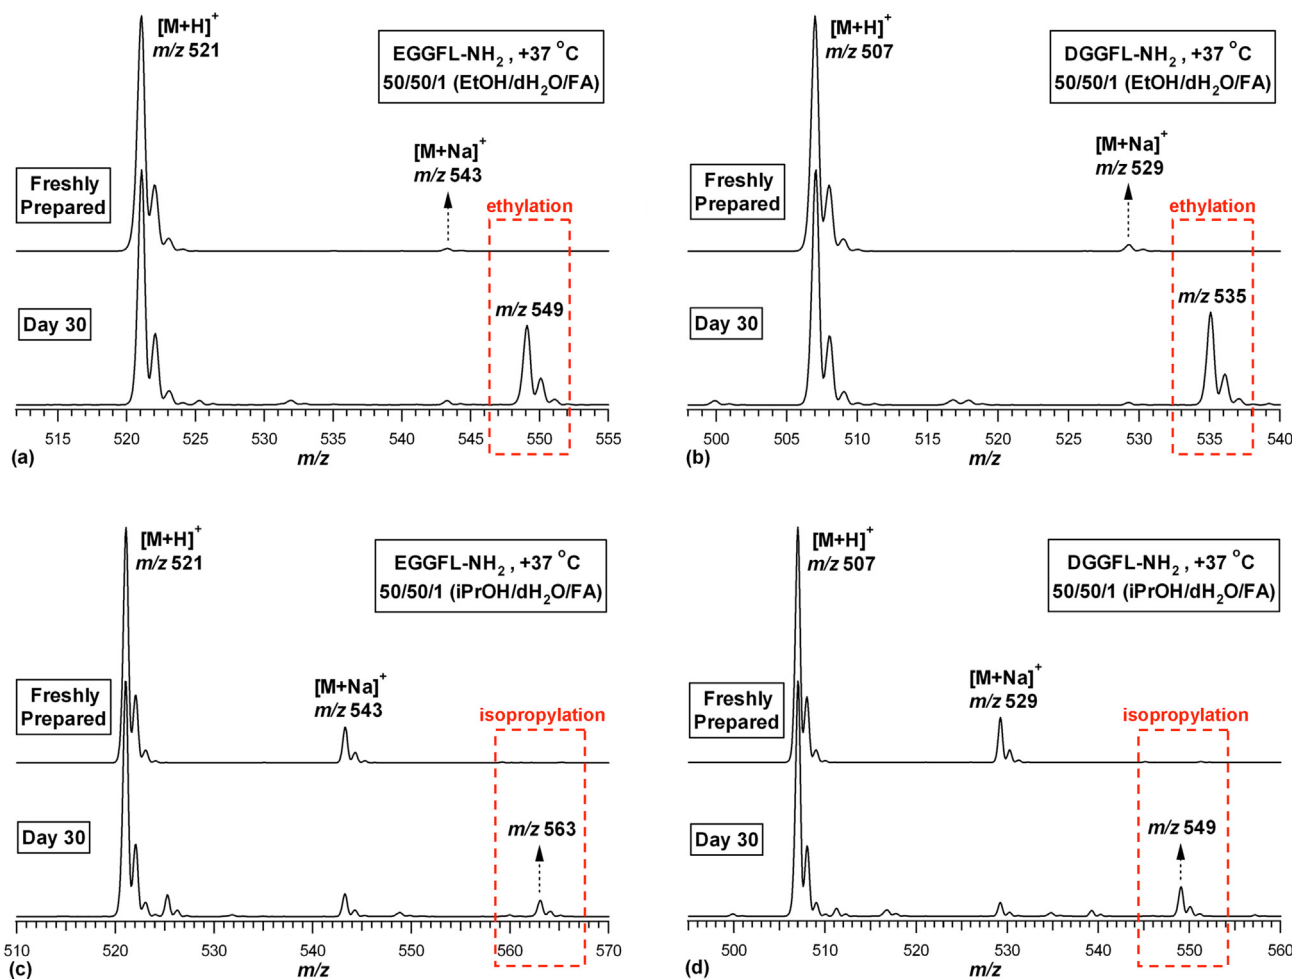 (a)
[M+H]+
m/z 521
EGGFL-NH2 , +37 oC
50/50/1 (EtOH/dH2O/FA)
[M+Na]+
m/z 543
Freshly
Prepared
ethylation
m/z 549
Day 30
515 520 525 530 535 540 545 550 555
m/z
(b)
[M+H]+
m/z 507
DGGFL-NH2 , +37 oC
50/50/1 (EtOH/dH2O/FA)
[M+Na]+
m/z 529
Freshly
Prepared
ethylation
m/z 535
Day 30
500 505 510 515 520 525 530 535 540
m/z
(c)
[M+H]+
m/z 521
EGGFL-NH2 , +37 oC
50/50/1 (iPrOH/dH2O/FA)
[M+Na]+
m/z 543
Freshly
Prepared
isopropylation
m/z 563
Day 30
510 520 530 540 550 560 570
m/z
(d)
[M+H]+
m/z 507
DGGFL-NH2 , +37 oC
50/50/1 (iPrOH/dH2O/FA)
[M+Na]+
m/z 529
Freshly
Prepared
isopropylation
m/z 549
Day 30
500 510 520 530 540 550 560
m/z